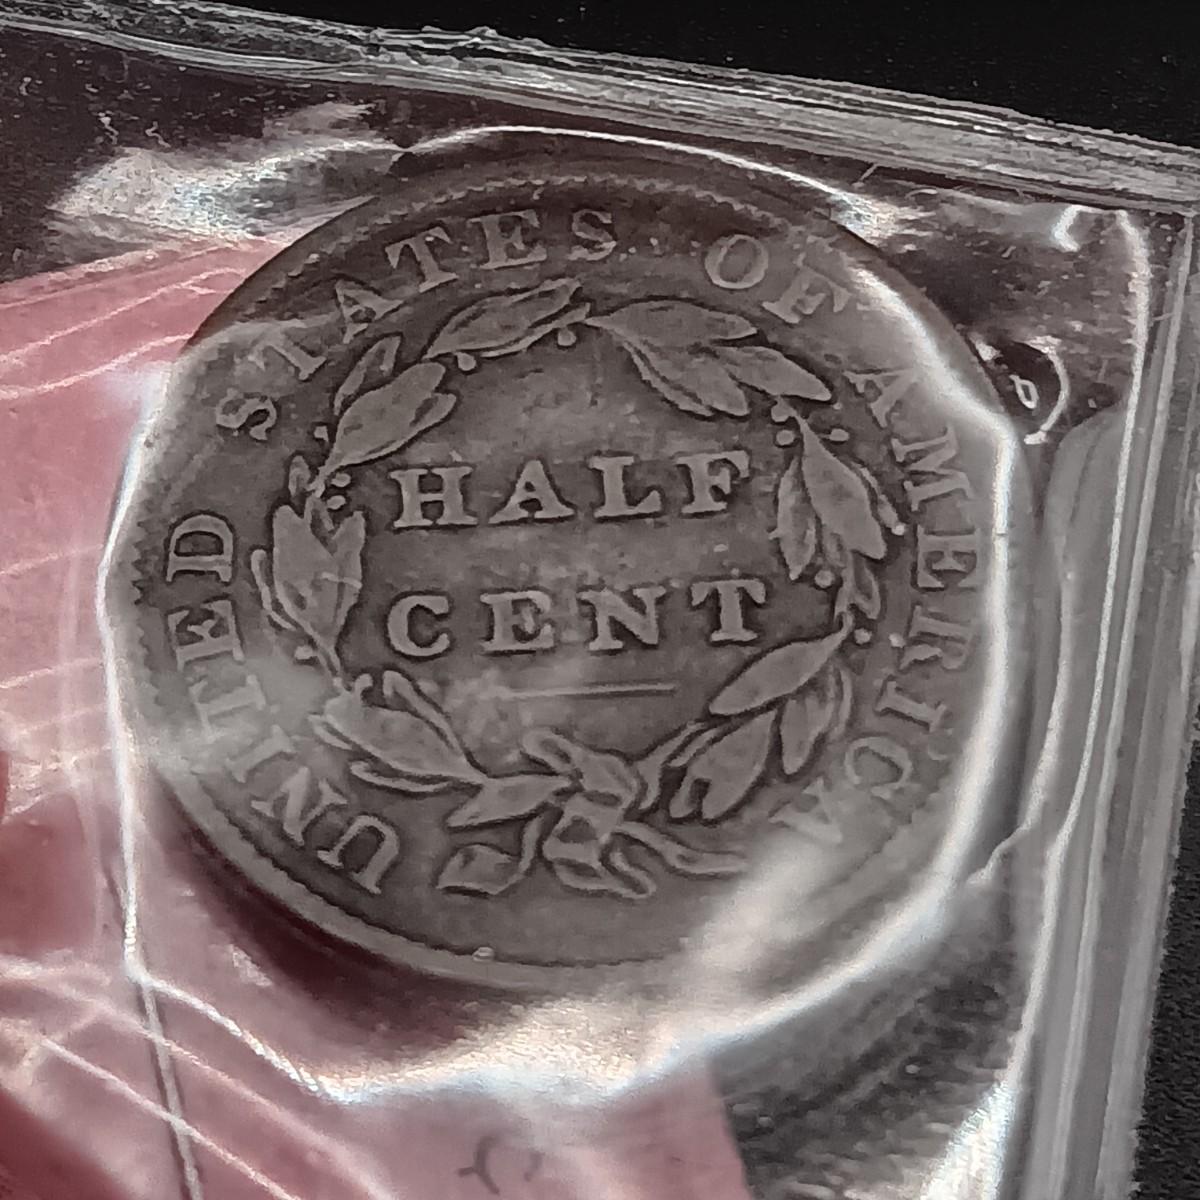 UNITED STATES OF AMERICA
HALF
CENT